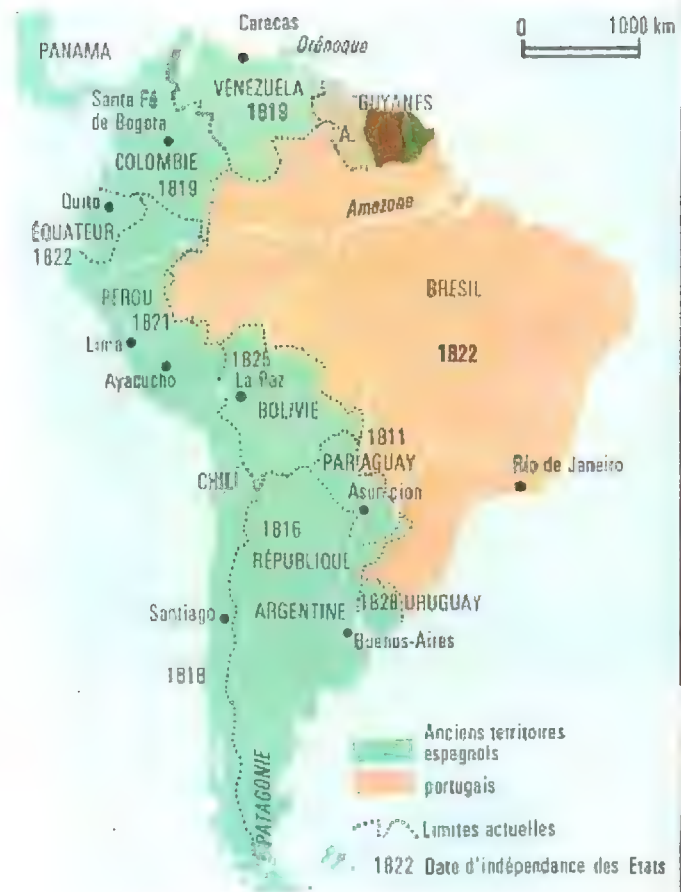 Caracas
Orénoque
0 1000 km
PANAMA
VENEZUELA
1819
GUYANES
A.
Santa Fé
de Bogota
COLOMBIE
1819
Quito
ÉQUATEUR
1822
Amazone
PEROU
1821
BRESIL
1822
Lima
Ayacucho
1825
La Paz
BOLIVIE
1811
PARAGUAY
Asunçion
Rio de Janeiro
CHILI
1816
RÉPUBLIQUE
ARGENTINE
Santiago
1828 URUGUAY
Buenos-Aires
1818
PATAGONIE
Anciens territoires
espagnols
portugais
Limites actuelles
1822 Date d'indépendance des Etats